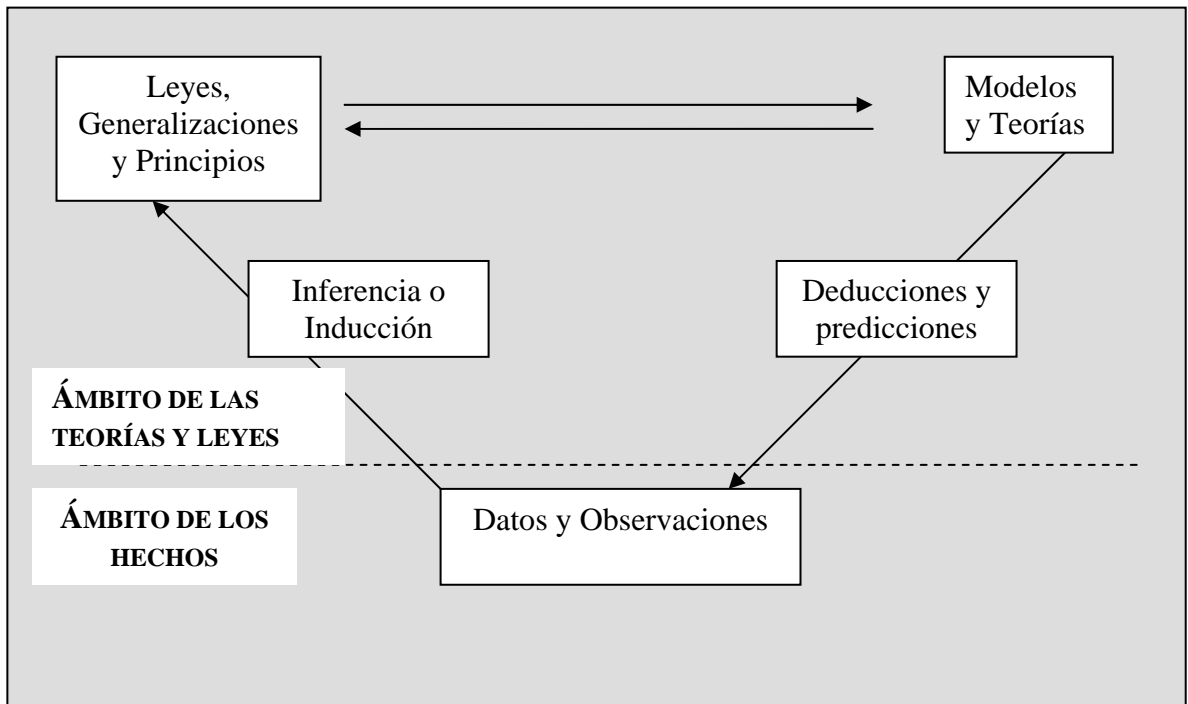 Leyes,
Generalizaciones
y Principios
Modelos
y Teorías
Inferencia o
Inducción
Deducciones y
predicciones
ÁMBITO DE LAS
TEORÍAS Y LEYES
ÁMBITO DE LOS
HECHOS
Datos y Observaciones